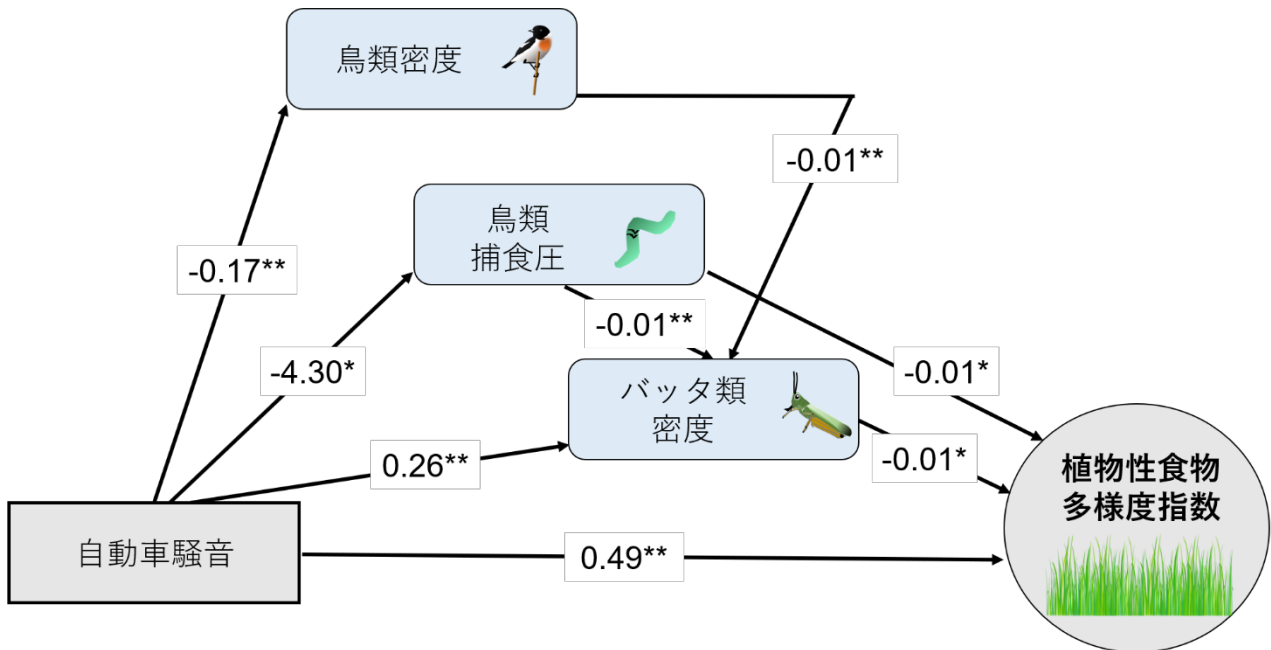 鳥類密度
-0.01**
鳥類
捕食圧
-0.17**
-0.01**
-4.30*
-0.01*
バッタ類
密度
0.26**
-0.01*
植物性食物
多様度指数
自動車騒音
0.49**